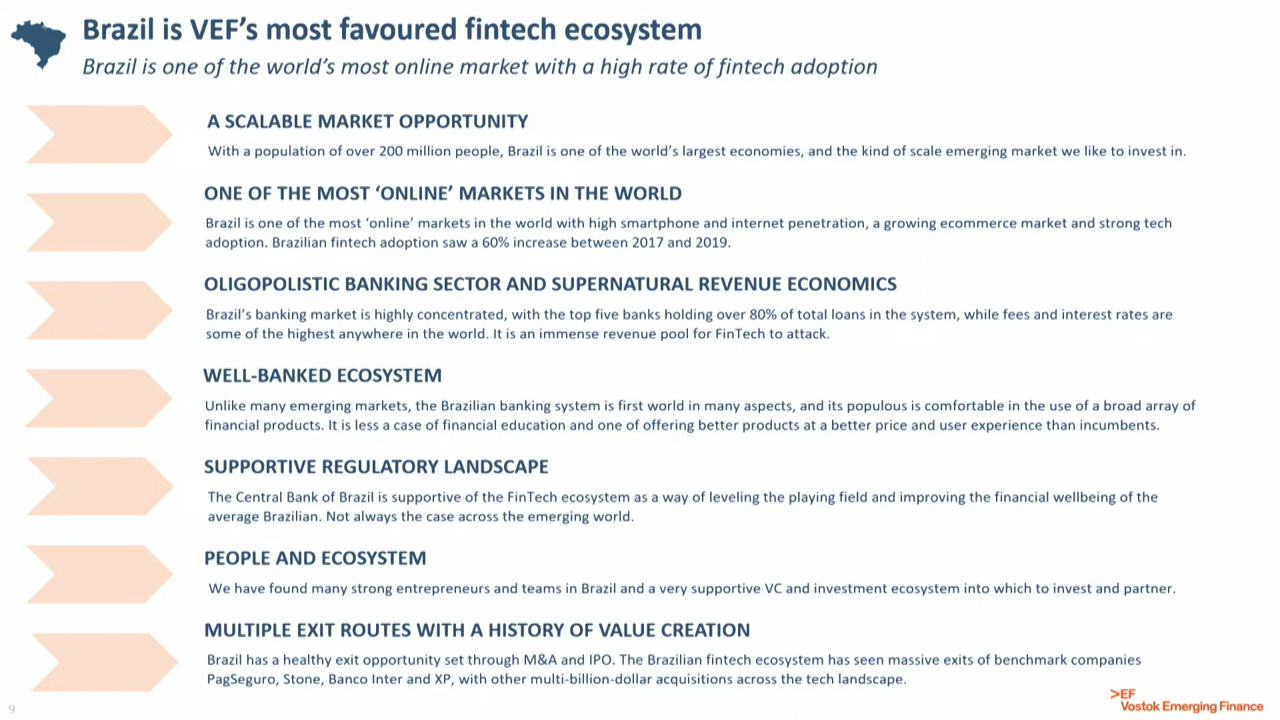 Brazil is VEF's most favoured fintech ecosystem
Brazil is one of the world's most online market with a high rate of fintech adoption
A SCALABLE MARKET OPPORTUNITY
With a population of over 200 million people, Brazil is one of the world's largest economies, and the kind of scale emerging market we like to invest in.
ONE OF THE MOST 'ONLINE' MARKETS IN THE WORLD
Brazil is one of the most 'online' markets in the world with high smartphone and internet penetration, a growing ecommerce market and strong tech
adoption. Brazilian fintech adoption saw a 60% increase between 2017 and 2019.
OLIGOPOLISTIC BANKING SECTOR AND SUPERNATURAL REVENUE ECONOMICS
Brazil's banking market is highly concentrated, with the top five banks holding over 80% of total loans in the system, while fees and interest rates are
some of the highest anywhere in the world. It is an immense revenue pool for FinTech to attack.
WELL-BANKED ECOSYSTEM
Unlike many emerging markets, the Brazilian banking system is first world in many aspects, and its populous is comfortable in the use of a broad array of
financial products. It is less a case of financial education and one of offering better products at a better price and user experience than incumbents.
SUPPORTIVE REGULATORY LANDSCAPE
The Central Bank of Brazil is supportive of the FinTech ecosystem as a way of leveling the playing field and improving the financial wellbeing of the
average Brazilian. Not always the case across the emerging world.
PEOPLE AND ECOSYSTEM
We have found many strong entrepreneurs and teams in Brazil and a very supportive VC and investment ecosystem into which to invest and partner.
MULTIPLE EXIT ROUTES WITH A HISTORY OF VALUE CREATION
Brazil has a healthy exit opportunity set through M&A and IPO. The Brazilian fintech ecosystem has seen massive exits of benchmark companies
PagSeguro, Stone, Banco Inter and XP, with other multi-billion-dollar acquisitions across the tech landscape.
>EF
Vostok Emerging Finance
9